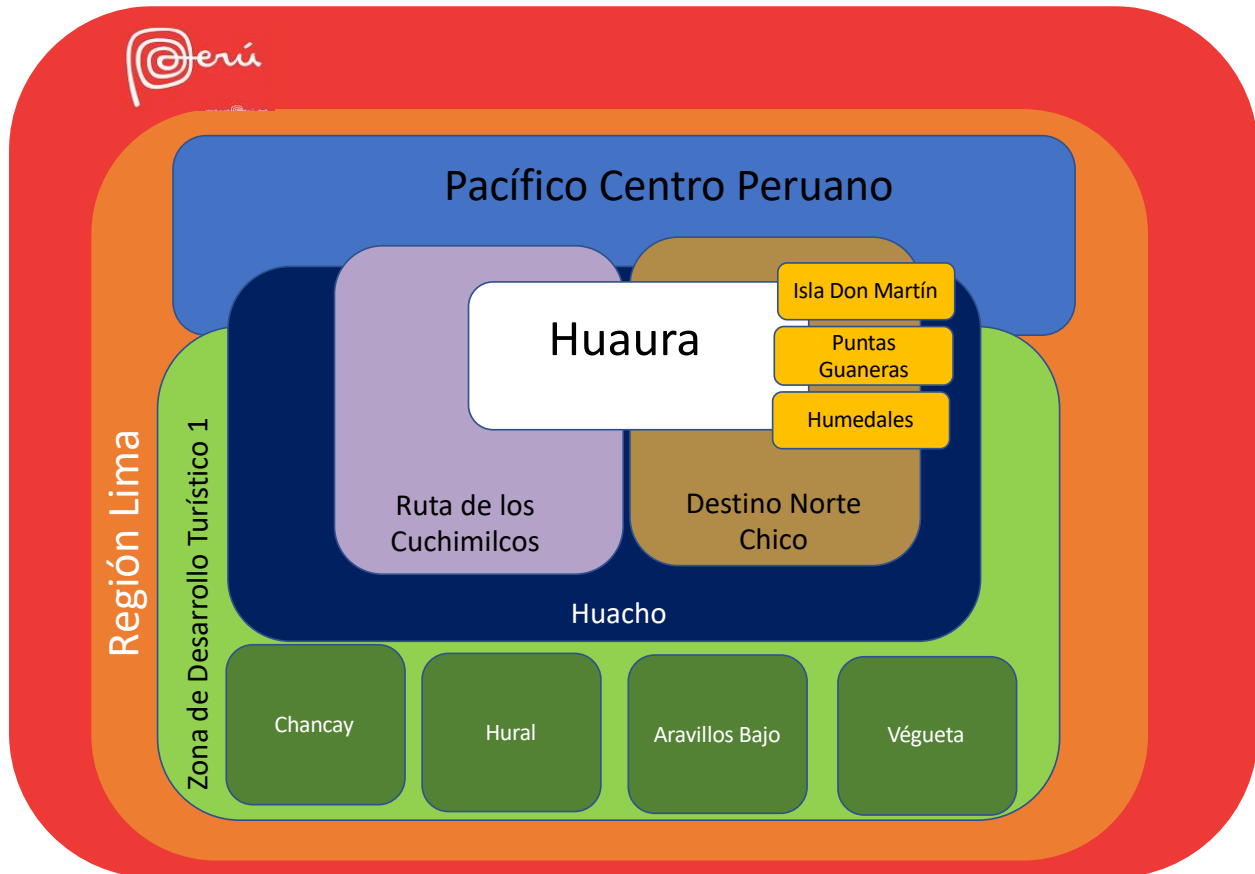 Perú
Pacífico Centro Peruano
Isla Don Martín
Huaura
Puntas
Guaneras
Humedales
Ruta de los
Cuchimilcos
Destino Norte
Chico
Huacho
Región Lima
Zona de Desarrollo Turístico 1
Chancay
Hural
Aravillos Bajo
Végueta